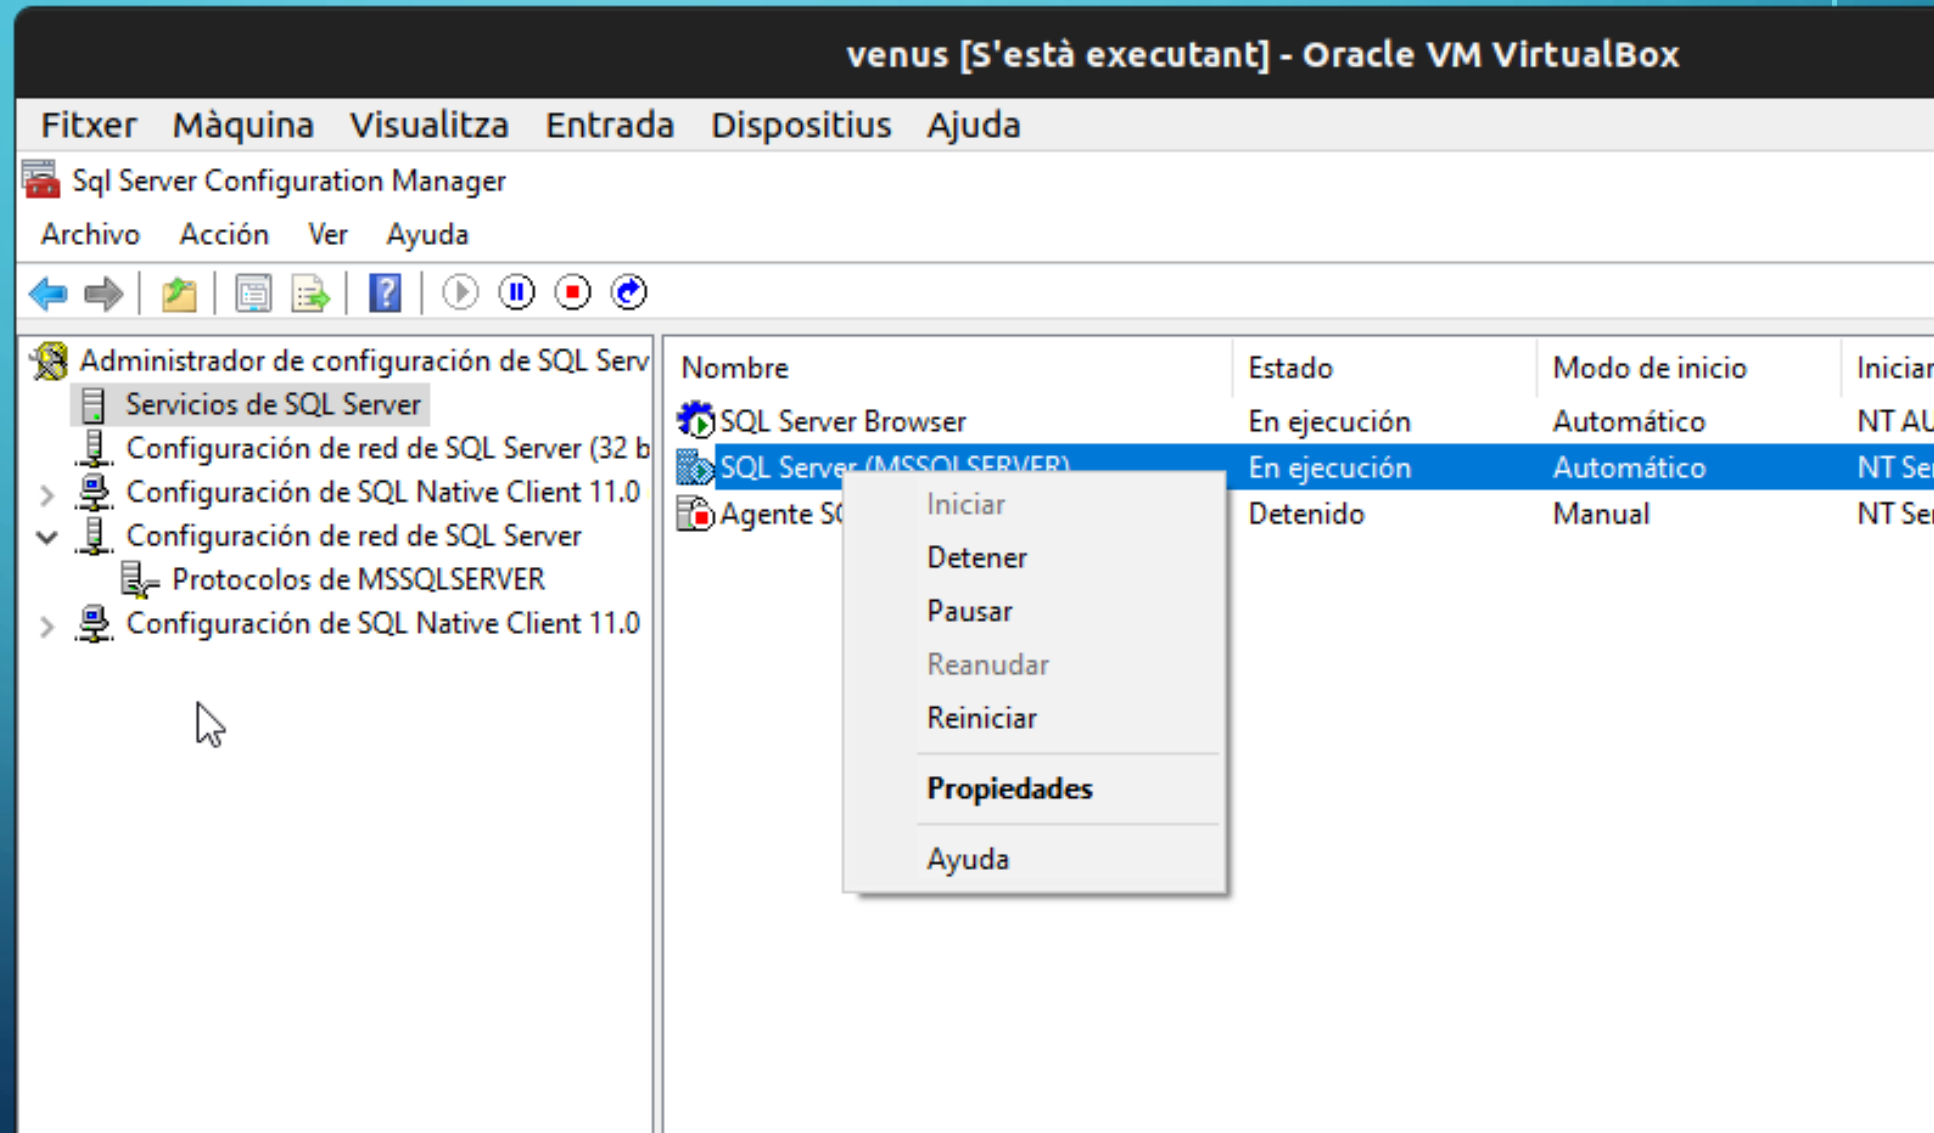 venus [S'està executant] - Oracle VM VirtualBox
Fitxer Màquina Visualitza Entrada Dispositius Ajuda
Sql Server Configuration Manager
Archivo Acción Ver Ayuda
Administrador de configuración de SQL Serv
Servicios de SQL Server
Configuración de red de SQL Server (32 b
Configuración de SQL Native Client 11.0
Configuración de red de SQL Server
Protocolos de MSSQLSERVER
Configuración de SQL Native Client 11.0
Nombre Estado Modo de inicio Iniciar
SQL Server Browser En ejecución Automático NT AU
SQL Server (MSSQLSERVER) En ejecución Automático NT Ser
Agente SQ Detenido Manual NT Ser
Iniciar
Detener
Pausar
Reanudar
Reiniciar
Propiedades
Ayuda